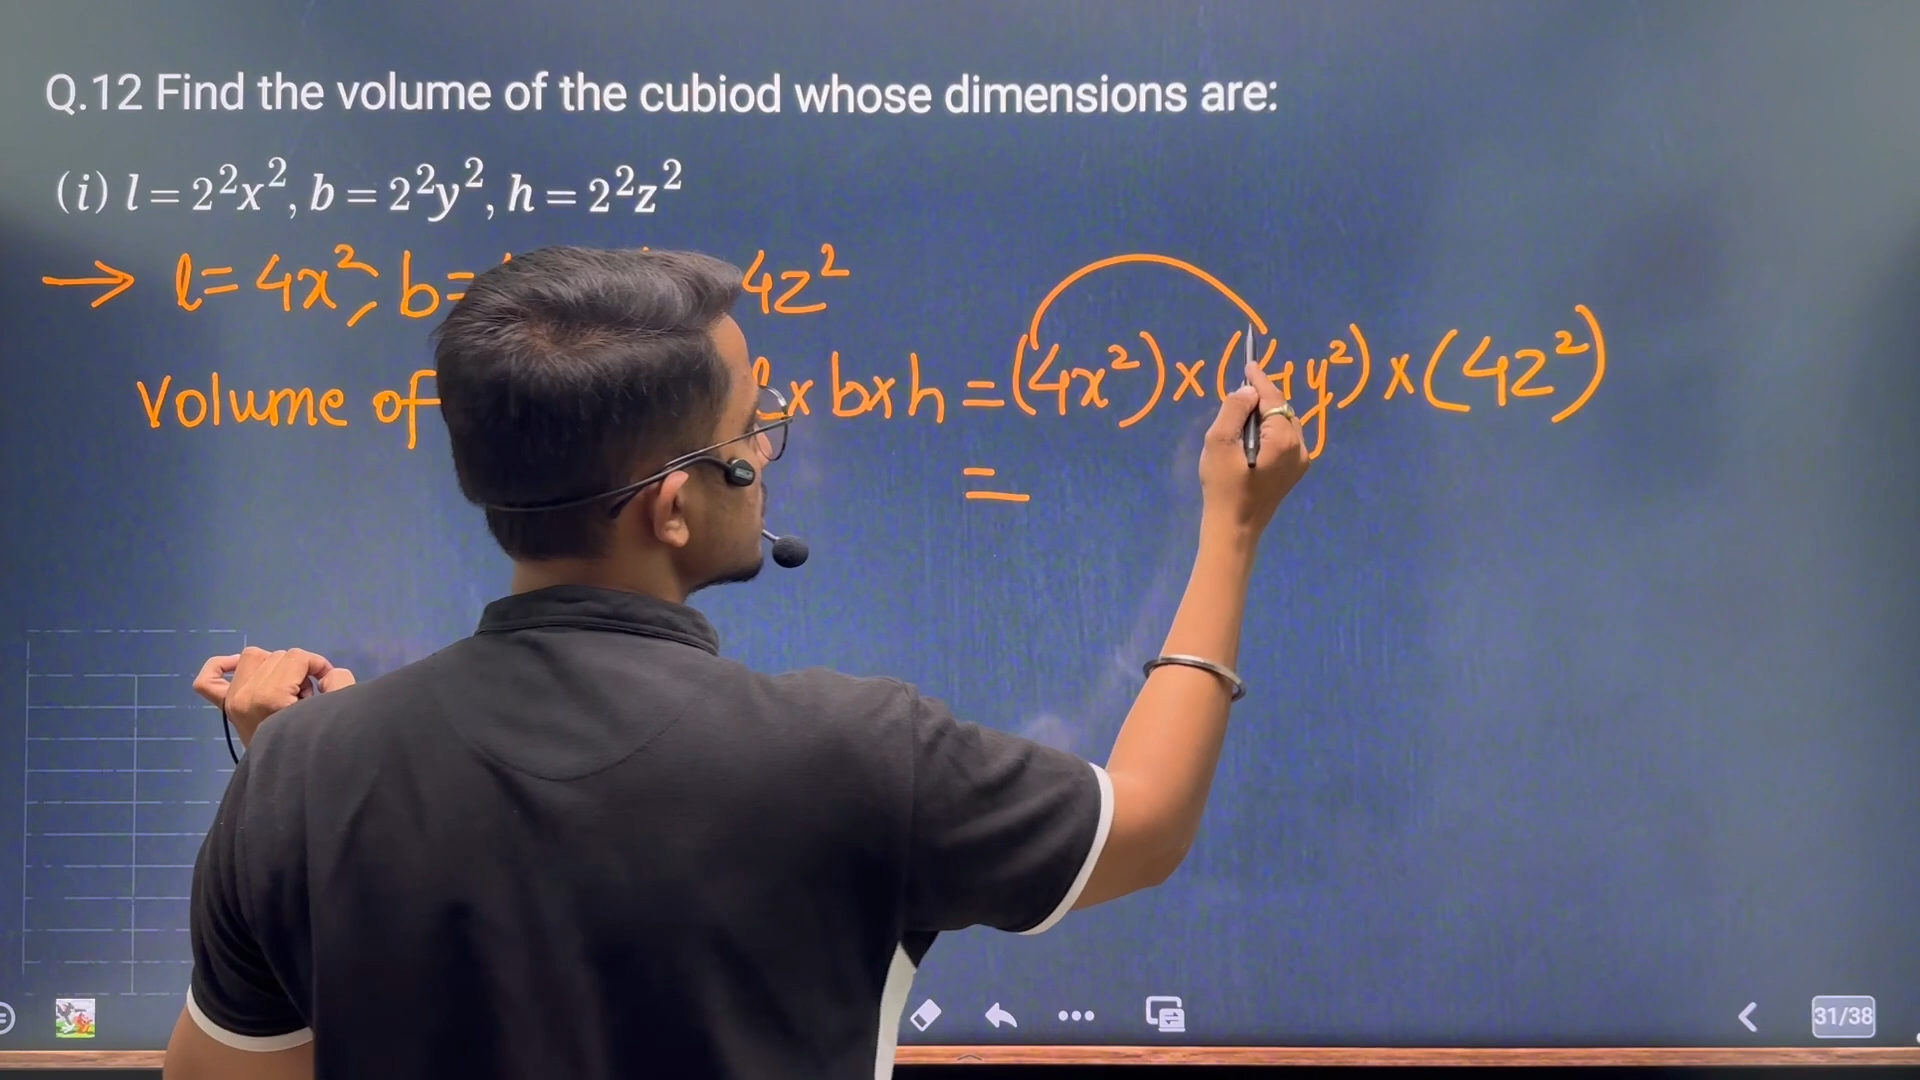 Q.12 Find the volume of the cubiod whose dimensions are:
(i) l = 2²x², b = 2²y², h = 2²z²
→ l = 4x², b = 4z²
Volume of l × b × h = (4x²) × (4y²) × (4z²)
=
31/38